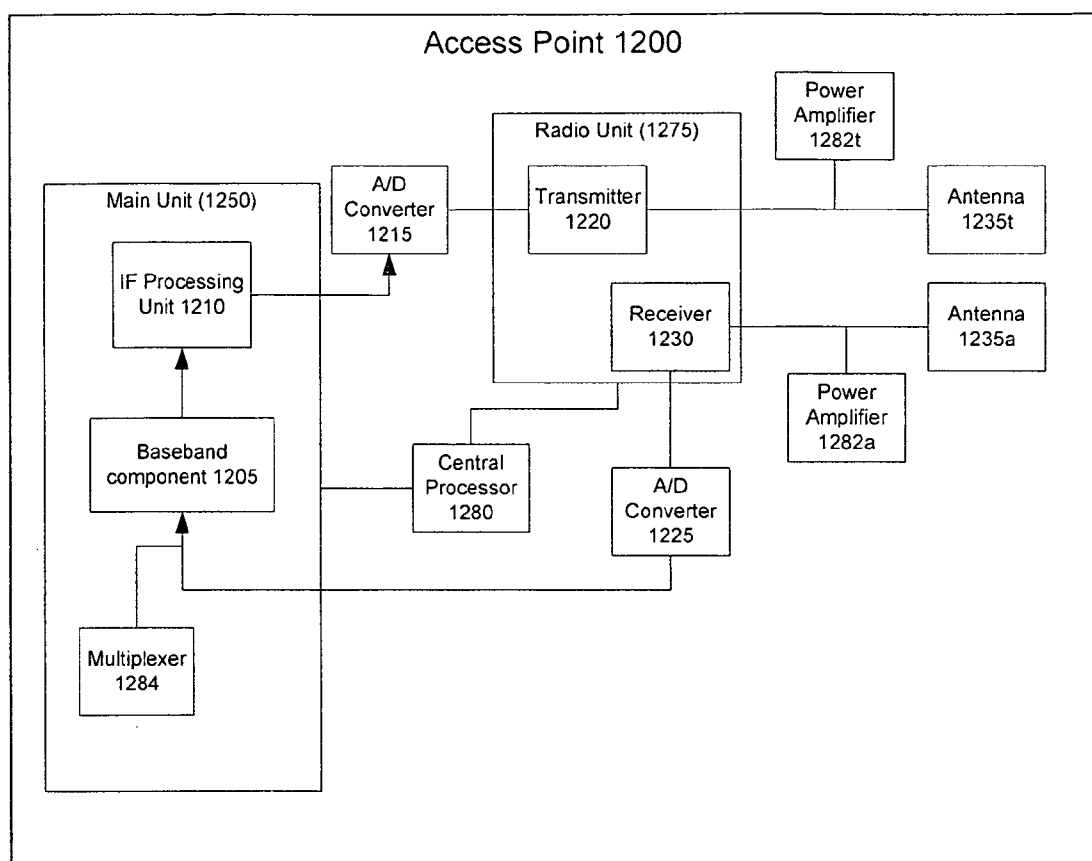 Access Point 1200
Power
Amplifier
1282t
Radio Unit (1275)
A/D
Converter
1215
Transmitter
1220
Antenna
1235t
Main Unit (1250)
IF Processing
Unit 1210
Receiver
1230
Antenna
1235a
Power
Amplifier
1282a
Baseband
component 1205
Central
Processor
1280
A/D
Converter
1225
Multiplexer
1284